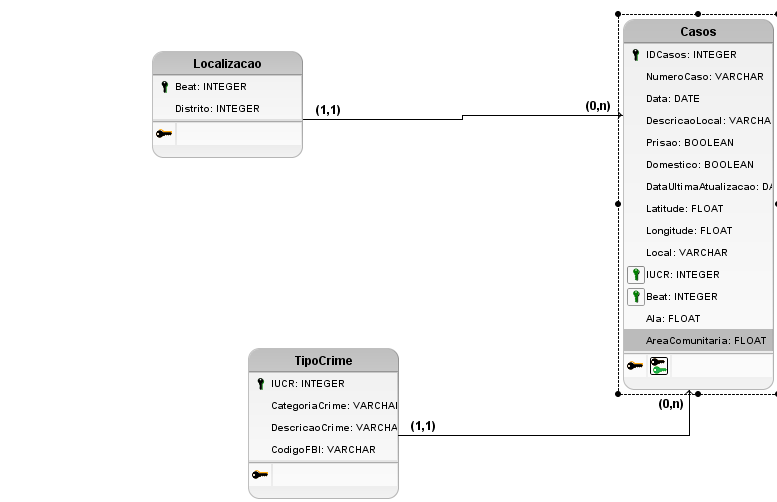 Localizacao
Beat: INTEGER
Distrito: INTEGER
(1,1)
(0,n)
Casos
IDCasos: INTEGER
NumeroCaso: VARCHAR
Data: DATE
DescricaoLocal: VARCHA
Prisao: BOOLEAN
Domestico: BOOLEAN
DataUltimaAtualizacao: DA
Latitude: FLOAT
Longitude: FLOAT
Local: VARCHAR
IUCR: INTEGER
Beat: INTEGER
Ala: FLOAT
AreaComunitaria: FLOAT
(0,n)
TipoCrime
IUCR: INTEGER
CategoriaCrime: VARCHAI
DescricaoCrime: VARCHA
CodigoFBI: VARCHAR
(1,1)